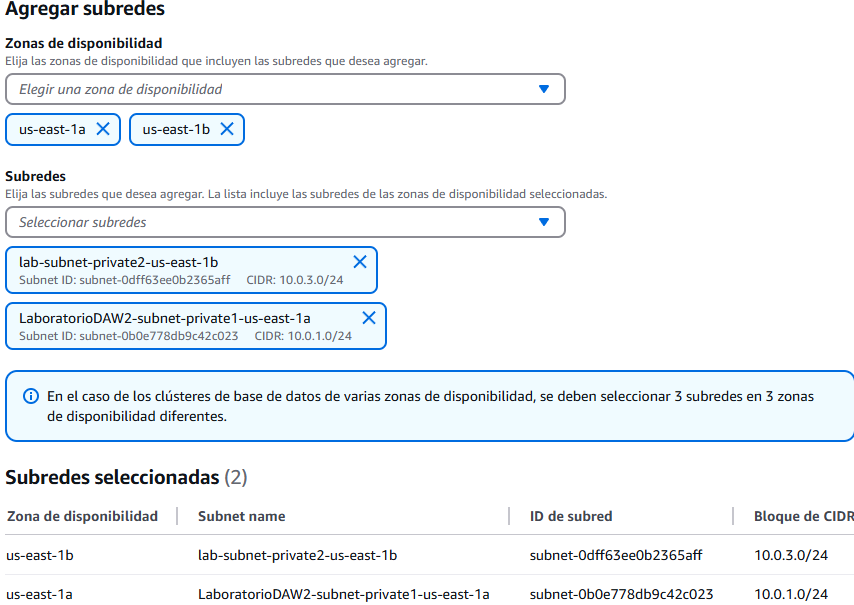 Agregar subredes
Zonas de disponibilidad
Elija las zonas de disponibilidad que incluyen las subredes que desea agregar.
Elegir una zona de disponibilidad
us-east-1a us-east-1b
Subredes
Elija las subredes que desea agregar. La lista incluye las subredes de las zonas de disponibilidad seleccionadas.
Seleccionar subredes
lab-subnet-private2-us-east-1b
Subnet ID: subnet-0dff63ee0b2365aff CIDR: 10.0.3.0/24
LaboratorioDAW2-subnet-private1-us-east-1a
Subnet ID: subnet-0b0e778db9c42c023 CIDR: 10.0.1.0/24
En el caso de los clústeres de base de datos de varias zonas de disponibilidad, se deben seleccionar 3 subredes en 3 zonas
de disponibilidad diferentes.
Subredes seleccionadas (2)
Zona de disponibilidad Subnet name ID de subred Bloque de CIDR
us-east-1b lab-subnet-private2-us-east-1b subnet-0dff63ee0b2365aff 10.0.3.0/24
us-east-1a LaboratorioDAW2-subnet-private1-us-east-1a subnet-0b0e778db9c42c023 10.0.1.0/24